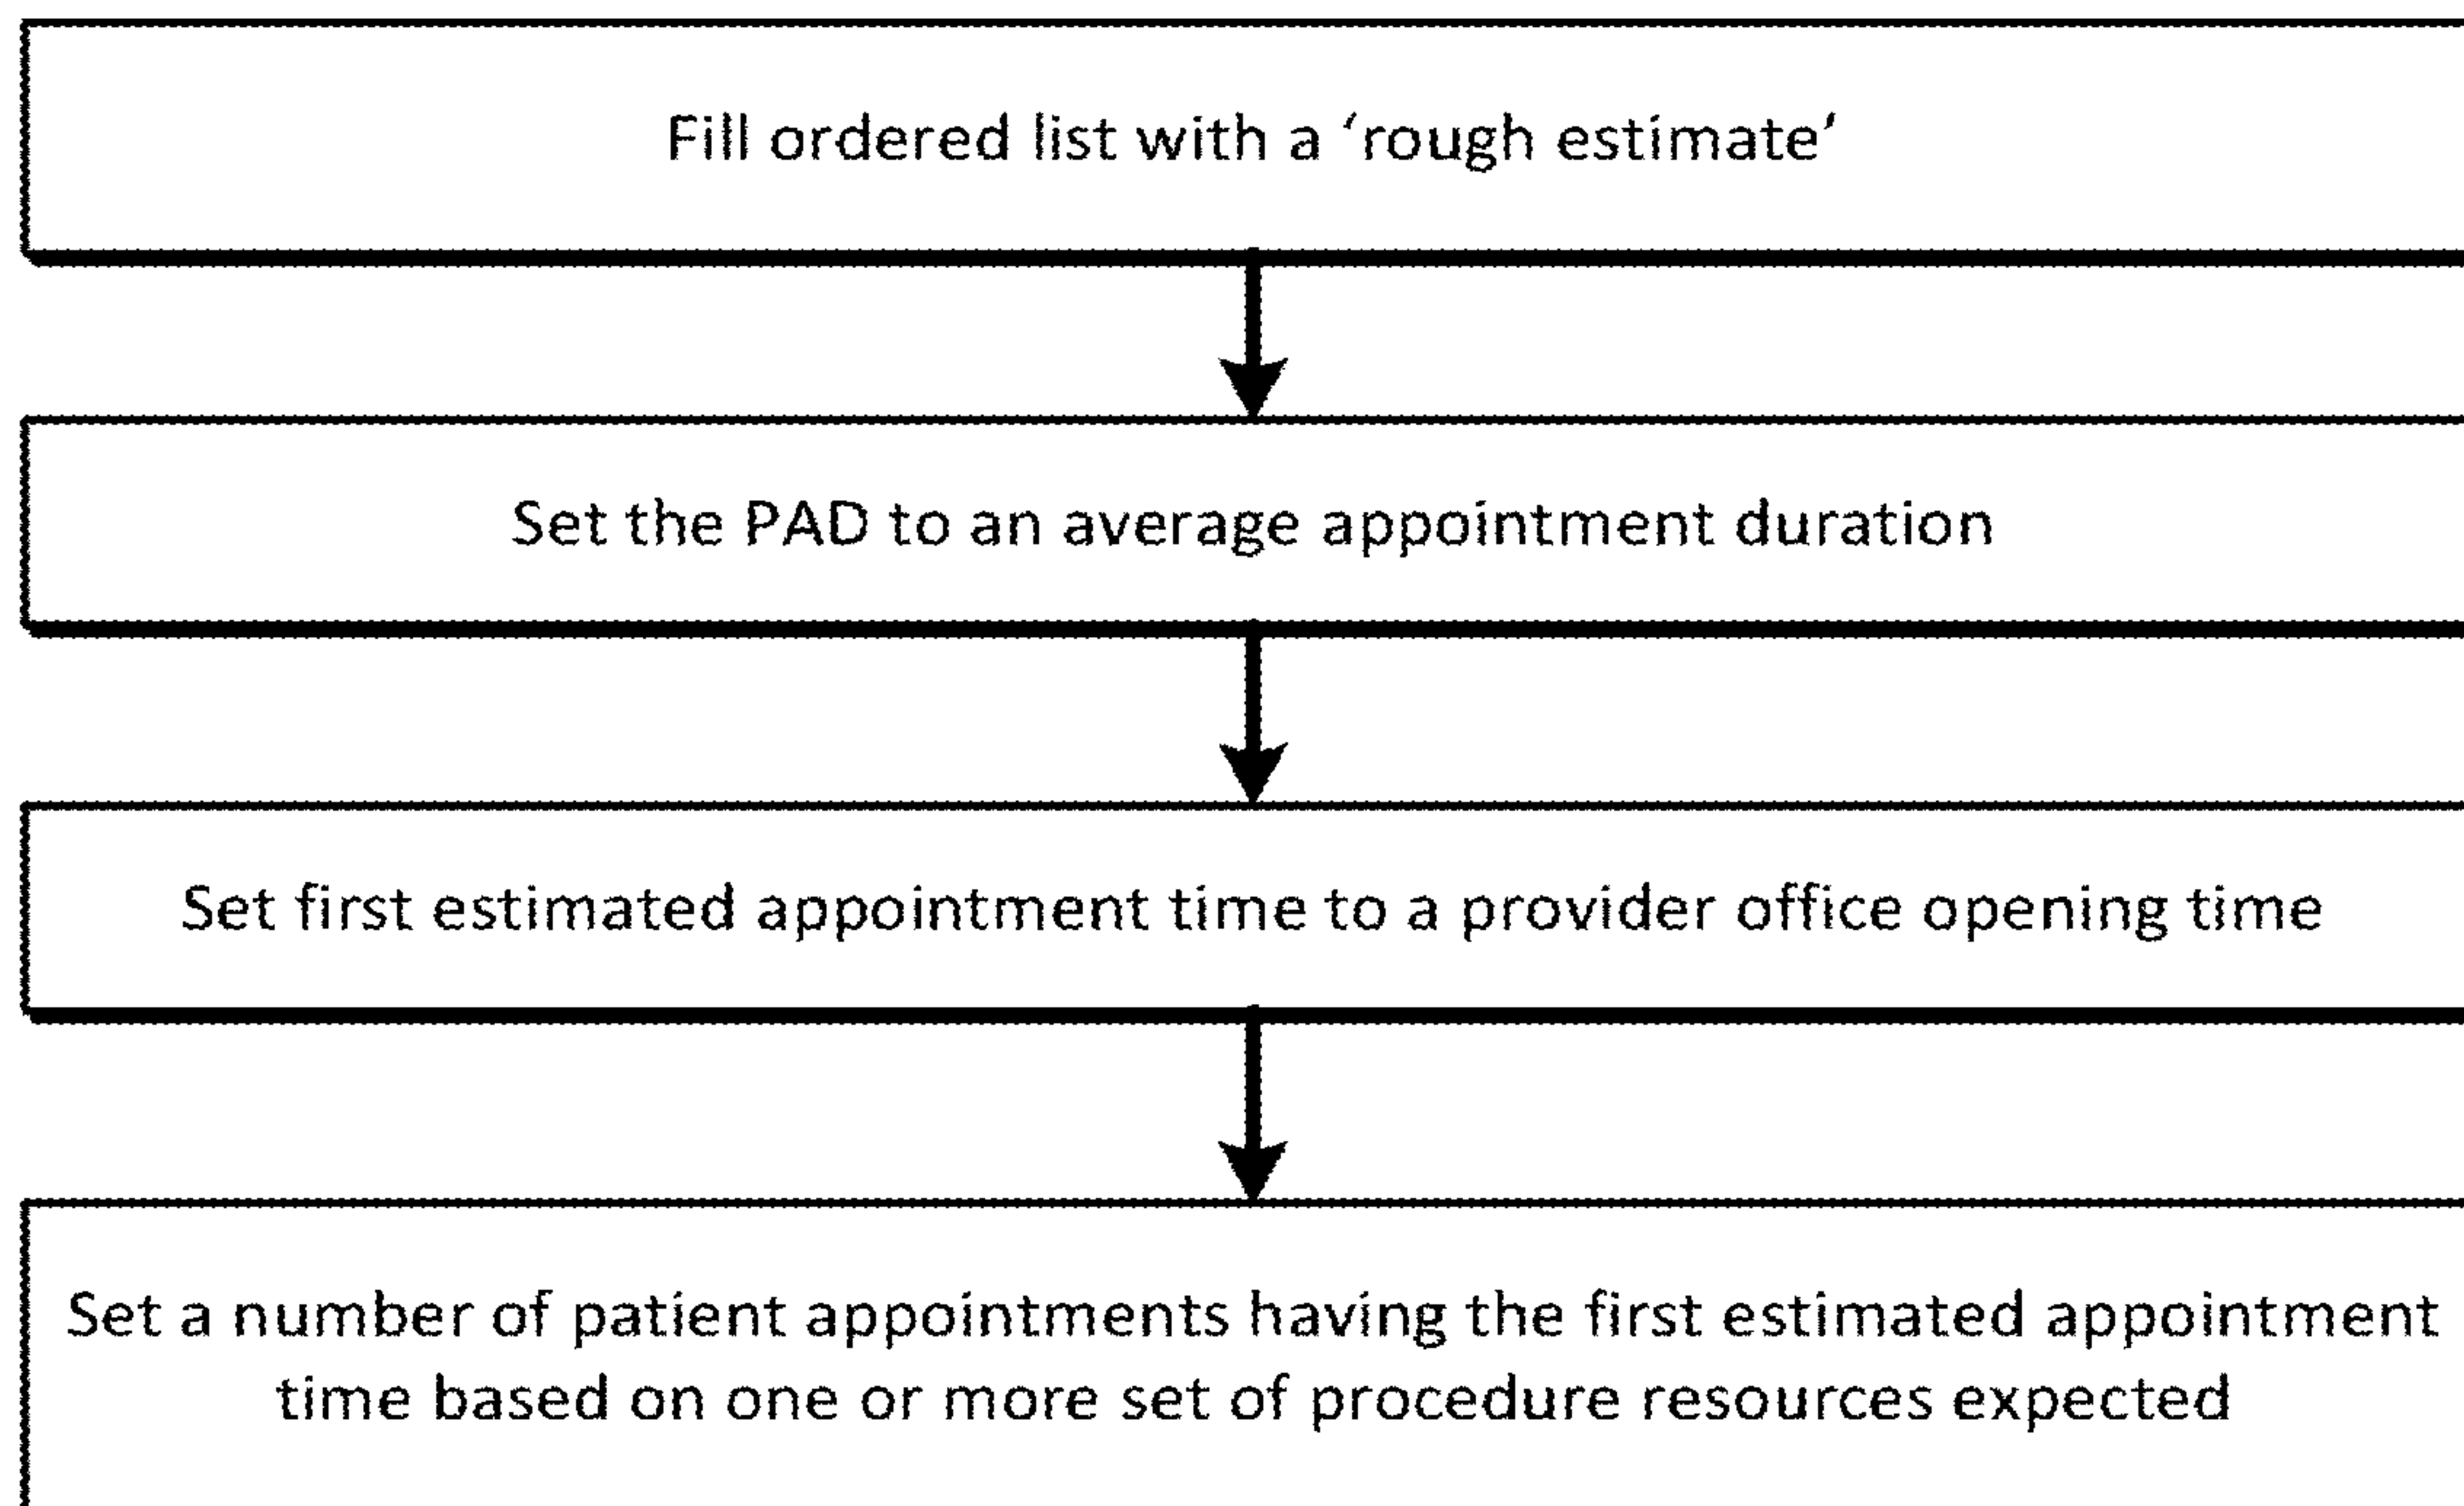 Fill ordered list with a ‘rough estimate’
Set the PAD to an average appointment duration
Set first estimated appointment time to a provider office opening time
Set a number of patient appointments having the first estimated appointment
time based on one or more set of procedure resources expected